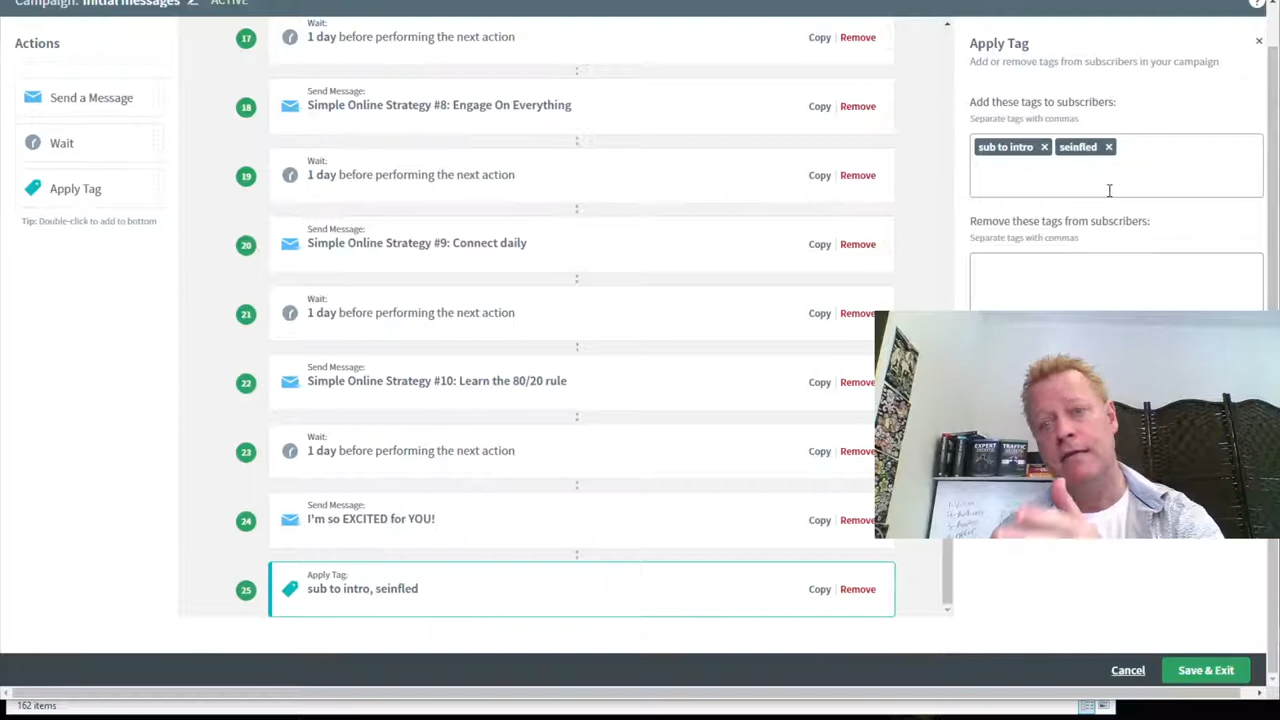 Campaign: Initial messages ACTIVE
Actions
Send a Message
Wait
Apply Tag
Tip: Double-click to add to bottom
17
Wait:
1 day before performing the next action
Copy | Remove
18
Send Message:
Simple Online Strategy #8: Engage On Everything
Copy | Remove
19
Wait:
1 day before performing the next action
Copy | Remove
20
Send Message:
Simple Online Strategy #9: Connect daily
Copy | Remove
21
Wait:
1 day before performing the next action
Copy | Remove
22
Send Message:
Simple Online Strategy #10: Learn the 80/20 rule
Copy | Remove
23
Wait:
1 day before performing the next action
Copy | Remove
24
Send Message:
I'm so EXCITED for YOU!
Copy | Remove
25
Apply Tag:
sub to intro, seinfled
Copy | Remove
Apply Tag
Add or remove tags from subscribers in your campaign
Add these tags to subscribers:
Separate tags with commas
sub to intro × seinfled ×
Remove these tags from subscribers:
Separate tags with commas
EXPERT
TRAFFIC
Cancel
Save & Exit
162 items